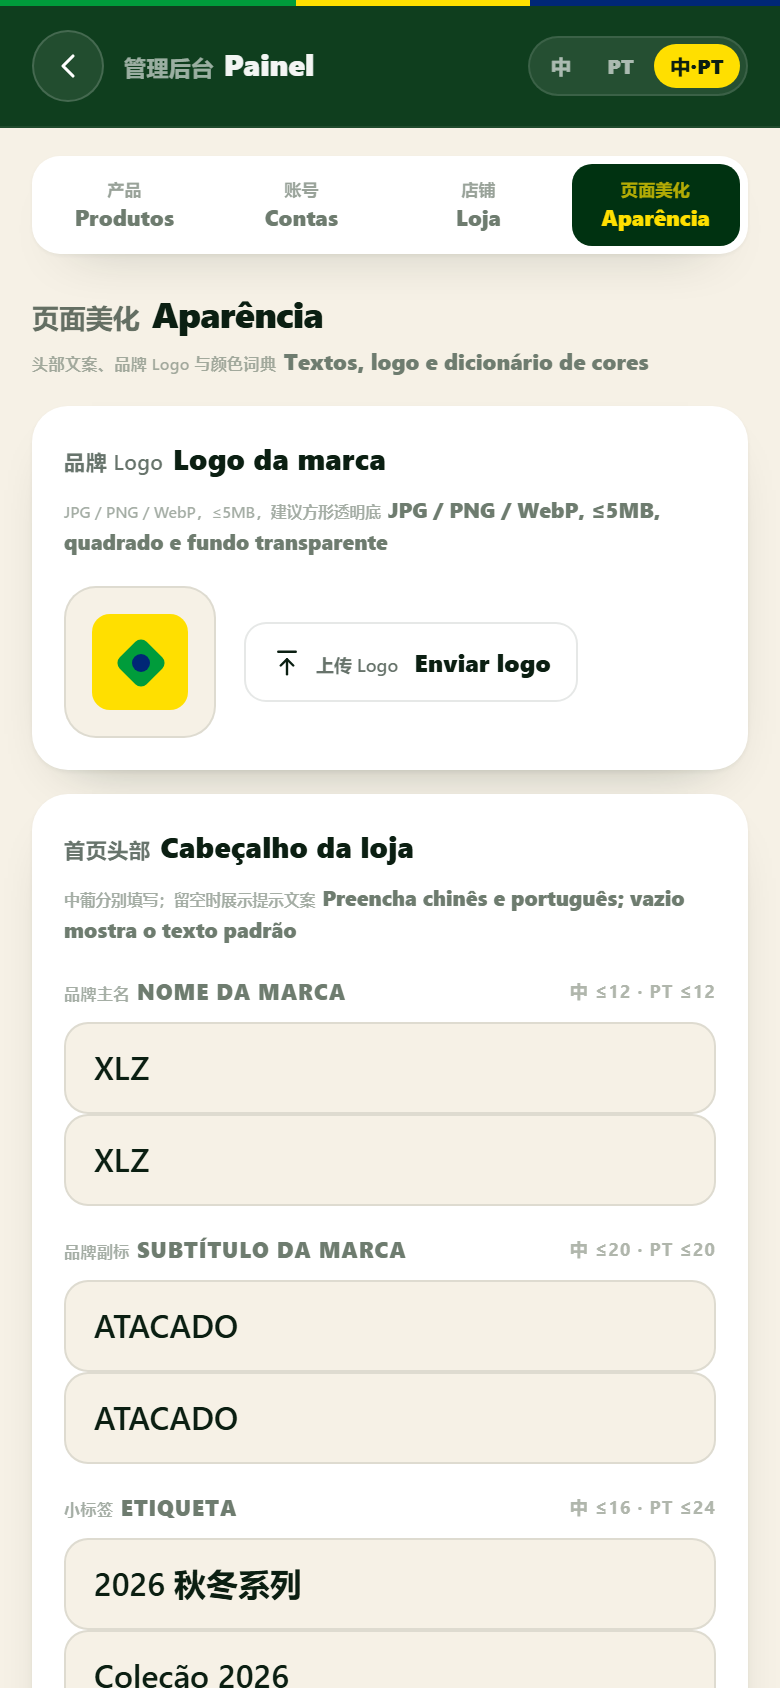 管理后台 Painel
中 PT 中·PT
产品 账号 店铺 页面美化
Produtos Contas Loja Aparência
页面美化 Aparência
头部文案、品牌 Logo 与颜色词典 Textos, logo e dicionário de cores
品牌 Logo Logo da marca
JPG / PNG / WebP，≤5MB，建议方形透明底 JPG / PNG / WebP, ≤5MB,
quadrado e fundo transparente
上传 Logo Enviar logo
首页头部 Cabeçalho da loja
中葡分别填写；留空时展示提示文案 Preencha chinês e português; vazio
mostra o texto padrão
品牌主名 NOME DA MARCA 中 ≤12 · PT ≤12
XLZ
XLZ
品牌副标 SUBTÍTULO DA MARCA 中 ≤20 · PT ≤20
ATACADO
ATACADO
小标签 ETIQUETA 中 ≤16 · PT ≤24
2026 秋冬系列
Coleção 2026